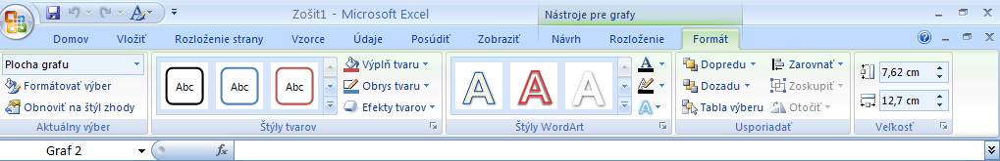 Zošit1 - Microsoft Excel
Nástroje pre grafy
Domov Vložiť Rozloženie strany Vzorce Údaje Posúdiť Zobraziť Návrh Rozloženie Formát
Plocha grafu
Formátovať výber
Obnoviť na štýl zhody
Aktuálny výber
Abc Abc Abc
Výplň tvaru
Obrys tvaru
Efekty tvarov
Štýly tvarov
A A A
Štýly WordArt
Dopredu
Dozadu
Tabla výberu
Zarovnať
Zoskupiť
Otočiť
Usporiadať
7,62 cm
12,7 cm
Veľkosť
Graf 2
fx